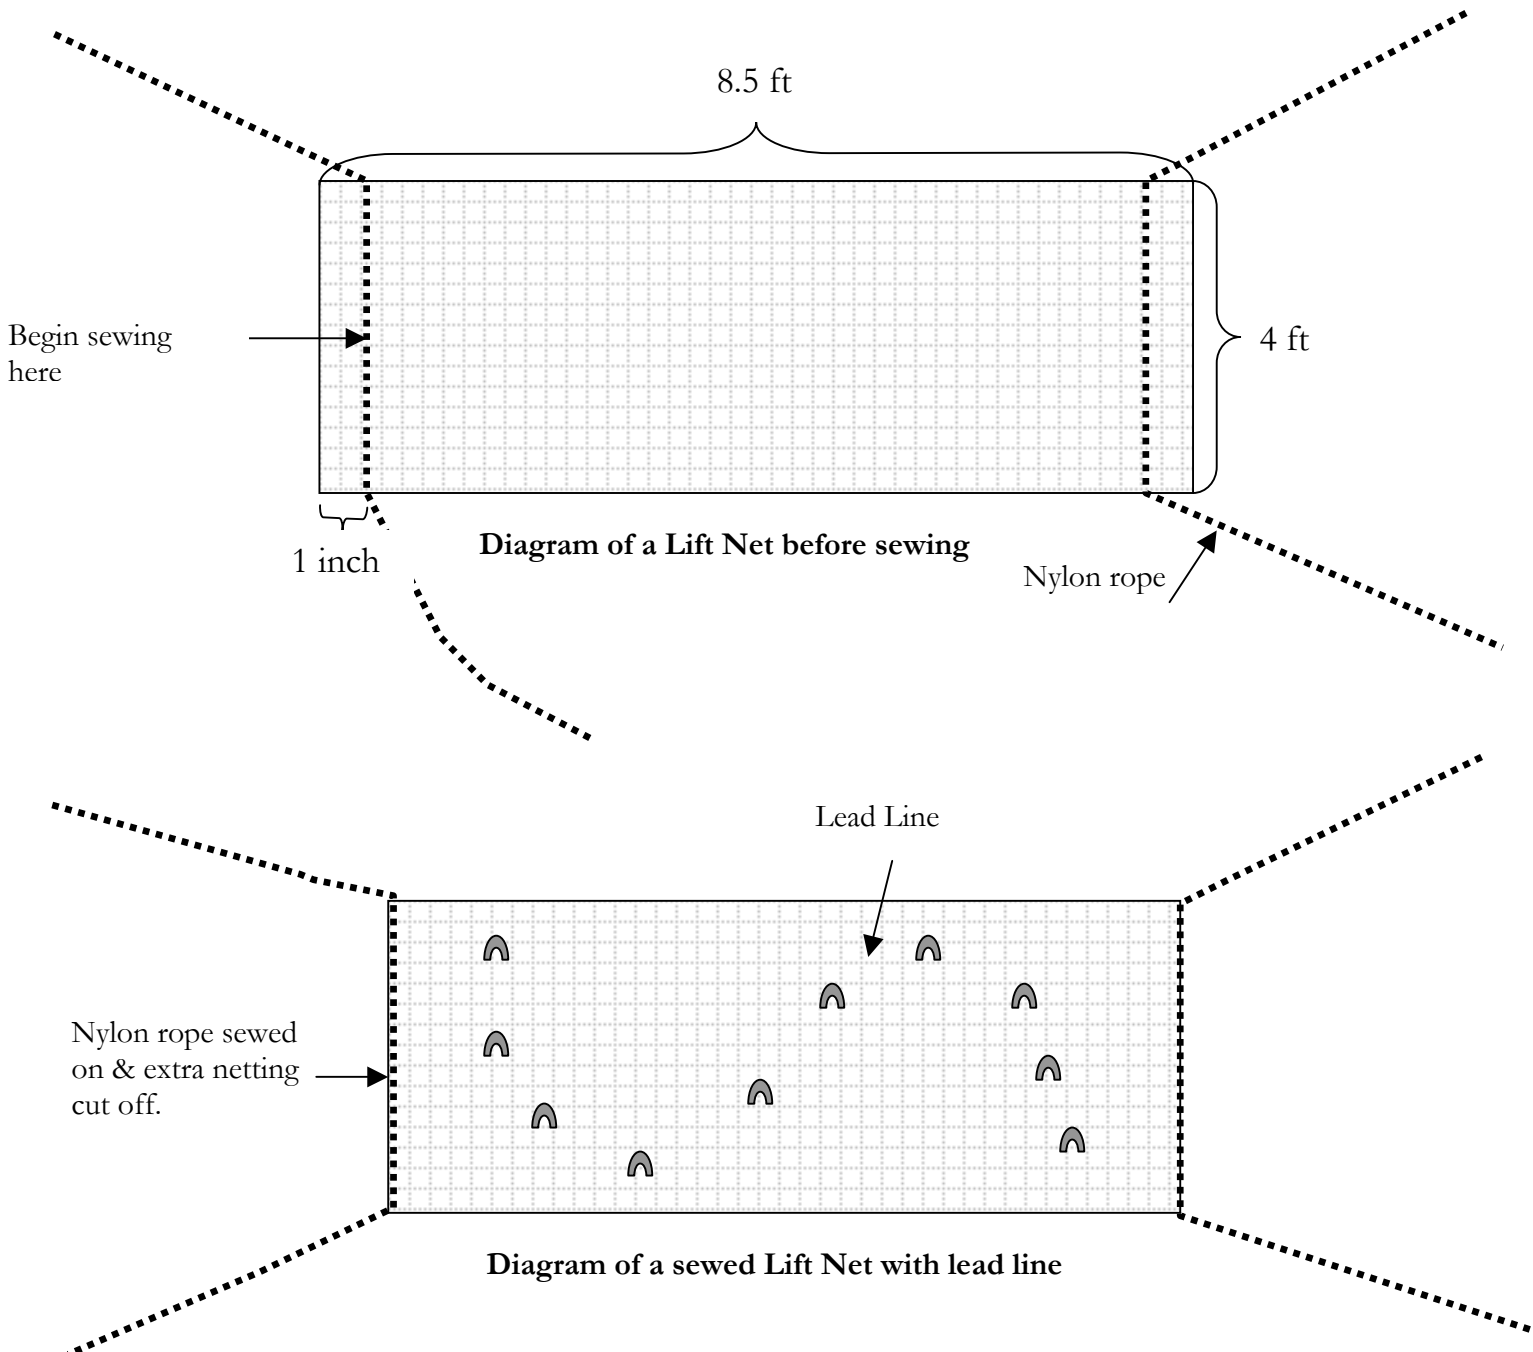 8.5 ft
Begin sewing
here
4 ft
1 inch
Diagram of a Lift Net before sewing
Nylon rope
Lead Line
Nylon rope sewed
on & extra netting
cut off.
Diagram of a sewed Lift Net with lead line